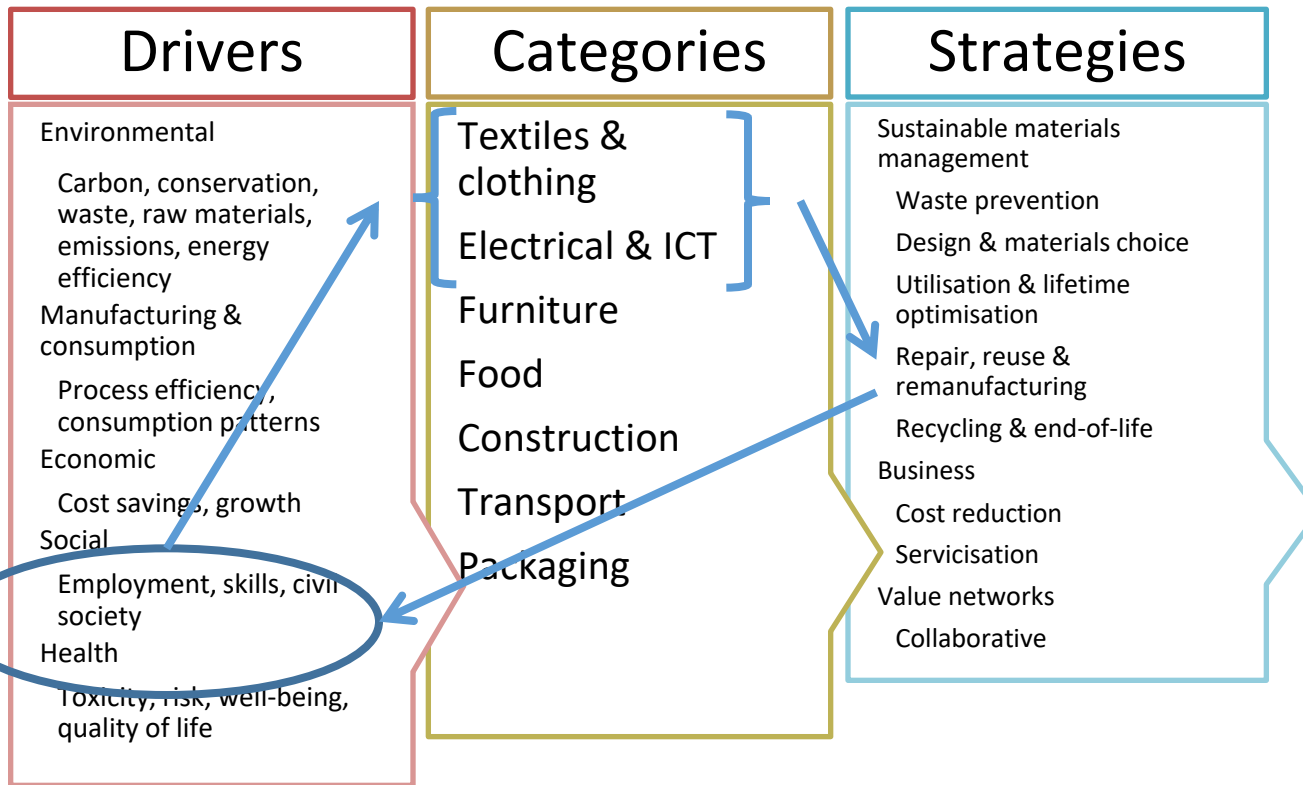 Drivers
Environmental
Carbon, conservation,
waste, raw materials,
emissions, energy
efficiency
Manufacturing &
consumption
Process efficiency,
consumption patterns
Economic
Cost savings, growth
Social
Employment, skills, civil
society
Health
Toxicity, risk, well-being,
quality of life
Categories
Textiles &
clothing
Electrical & ICT
Furniture
Food
Construction
Transport
Packaging
Strategies
Sustainable materials
management
Waste prevention
Design & materials choice
Utilisation & lifetime
optimisation
Repair, reuse &
remanufacturing
Recycling & end-of-life
Business
Cost reduction
Servicisation
Value networks
Collaborative